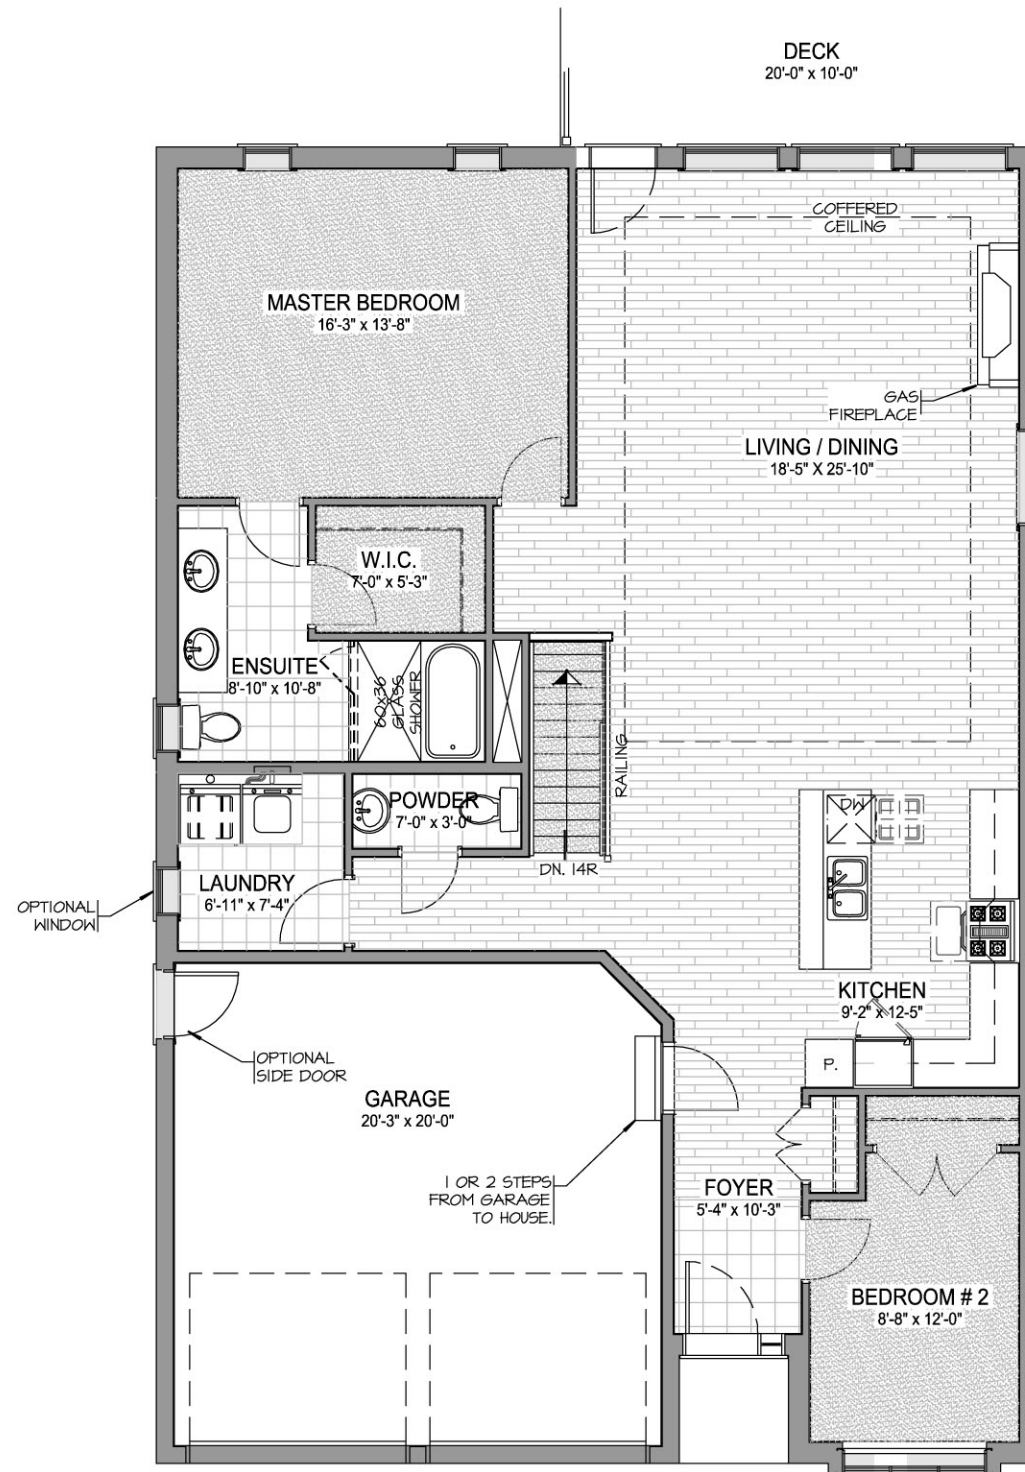 DECK
20'-0" x 10'-0"
COFFERED
CEILING
MASTER BEDROOM
16'-3" x 13'-8"
GAS
FIREPLACE
LIVING / DINING
18'-5" X 25'-10"
W.I.C.
7'-0" x 5'-3"
ENSUITE
8'-10" x 10'-8"
60x36
GLASS
SHOWER
RAILING
POWDER
7'-0" x 3'-0"
DW
DN. 14R
LAUNDRY
6'-11" x 7'-4"
OPTIONAL
WINDOW
KITCHEN
9'-2" x 12'-5"
P.
OPTIONAL
SIDE DOOR
GARAGE
20'-3" x 20'-0"
1 OR 2 STEPS
FROM GARAGE
TO HOUSE.
FOYER
5'-4" x 10'-3"
BEDROOM # 2
8'-8" x 12'-0"